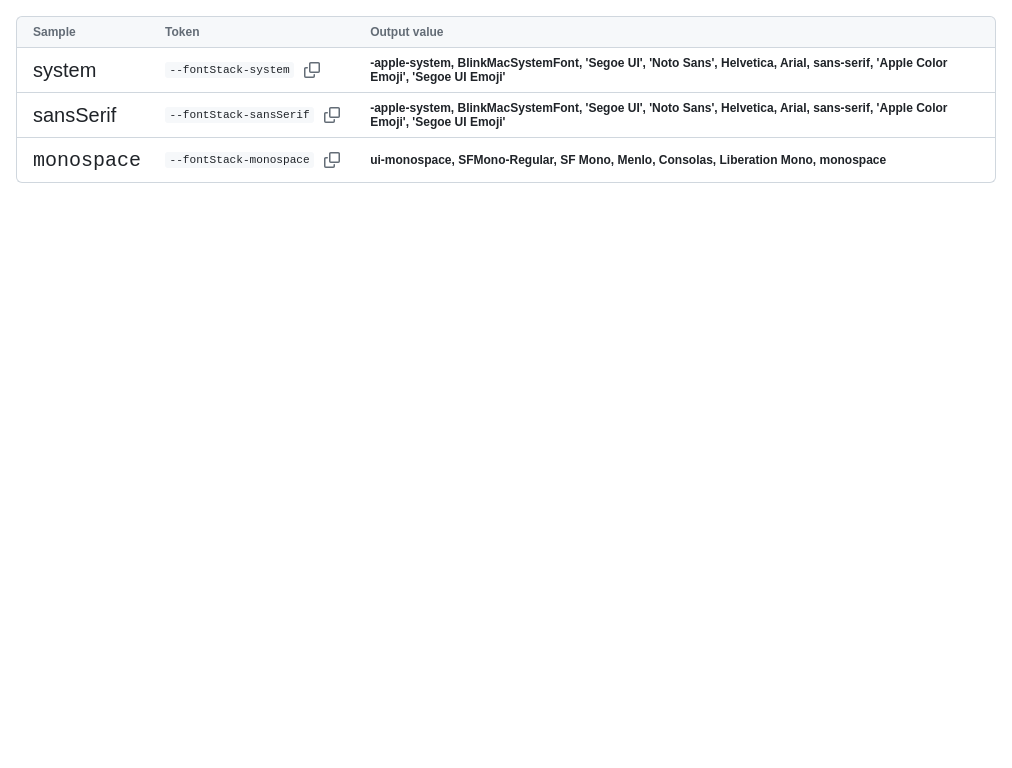 Sample Token Output value
system --fontStack-system -apple-system, BlinkMacSystemFont, 'Segoe UI', 'Noto Sans', Helvetica, Arial, sans-serif, 'Apple Color
Emoji', 'Segoe UI Emoji'
sansSerif --fontStack-sansSerif -apple-system, BlinkMacSystemFont, 'Segoe UI', 'Noto Sans', Helvetica, Arial, sans-serif, 'Apple Color
Emoji', 'Segoe UI Emoji'
monospace --fontStack-monospace ui-monospace, SFMono-Regular, SF Mono, Menlo, Consolas, Liberation Mono, monospace